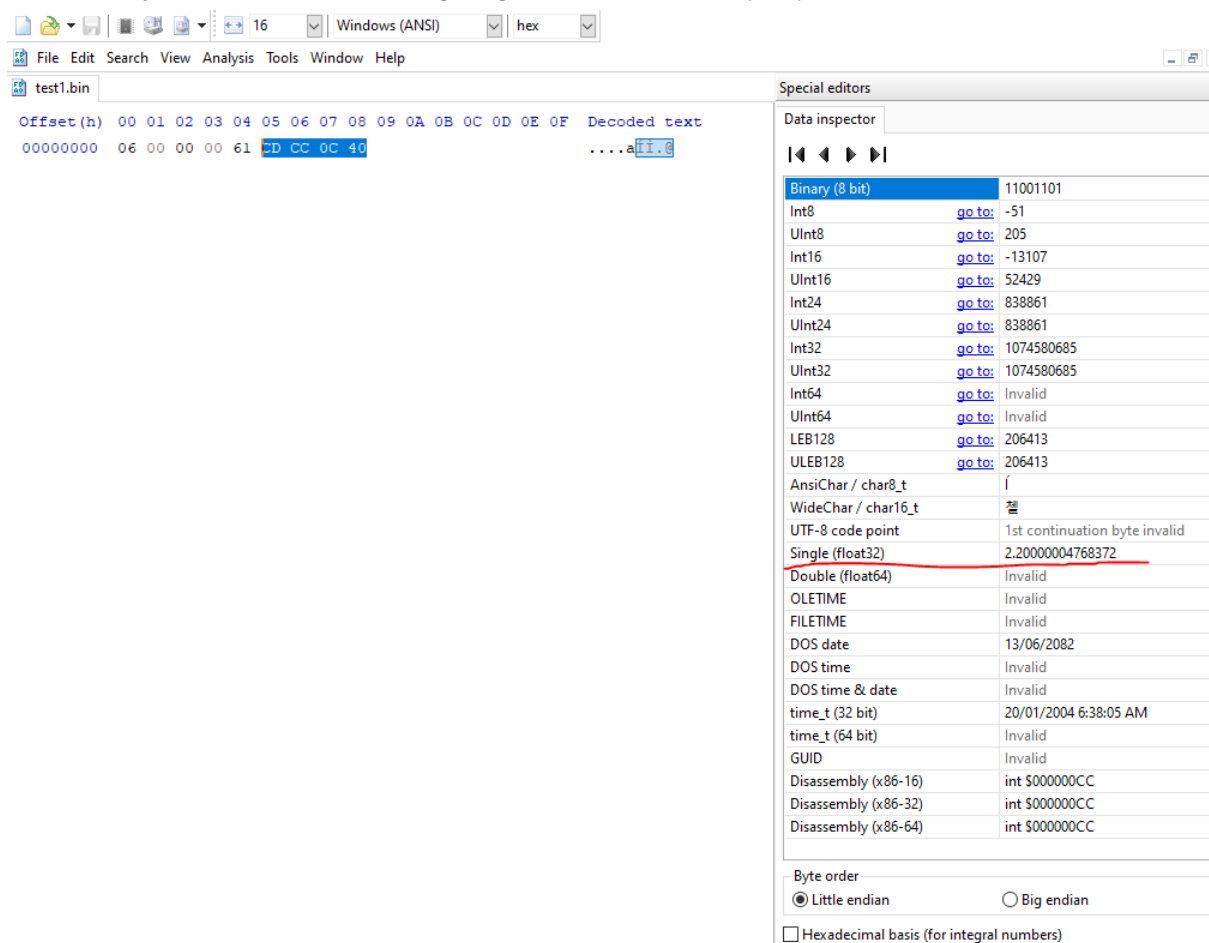 16 Windows (ANSI) hex
File Edit Search View Analysis Tools Window Help
test1.bin
Offset(h) 00 01 02 03 04 05 06 07 08 09 0A 0B 0C 0D 0E 0F Decoded text
00000000 06 00 00 00 61 CD CC 0C 40 ....aÍÌ.@
Special editors
Data inspector
Binary (8 bit) 11001101
Int8 go to: -51
UInt8 go to: 205
Int16 go to: -13107
UInt16 go to: 52429
Int24 go to: 838861
UInt24 go to: 838861
Int32 go to: 1074580685
UInt32 go to: 1074580685
Int64 go to: Invalid
UInt64 go to: Invalid
LEB128 go to: 206413
ULEB128 go to: 206413
AnsiChar / char8_t Í
WideChar / char16_t 쳍
UTF-8 code point 1st continuation byte invalid
Single (float32) 2.20000004768372
Double (float64) Invalid
OLETIME Invalid
FILETIME Invalid
DOS date 13/06/2082
DOS time Invalid
DOS time & date Invalid
time_t (32 bit) 20/01/2004 6:38:05 AM
time_t (64 bit) Invalid
GUID Invalid
Disassembly (x86-16) int $000000CC
Disassembly (x86-32) int $000000CC
Disassembly (x86-64) int $000000CC
Byte order
Little endian Big endian
Hexadecimal basis (for integral numbers)